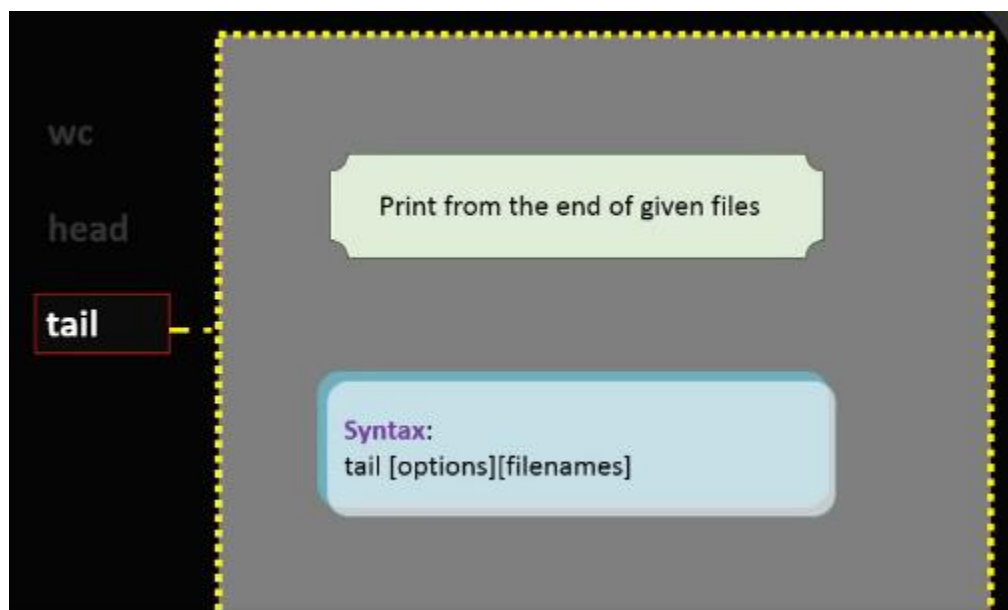 wc
head
tail
Print from the end of given files
Syntax:
tail [options][filenames]